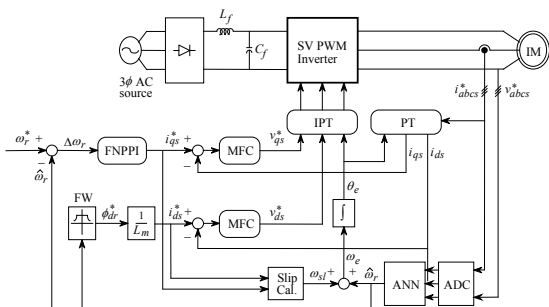 L_f
C_f
SV PWM
Inverter
IM
3ϕ AC
source
i*_abcs
v*_abcs
IPT
PT
ω_r* +
Δω_r
FNPPI
i*_qs +
MFC
v*_qs
i_qs
i_ds
−
ω̂_r
−
θ_e
FW
ϕ*_dr
1
L_m
i*_ds +
MFC
v*_ds
∫
−
ω_e
Slip
Cal.
ω_sl +
+
ω̂_r
ANN
ADC